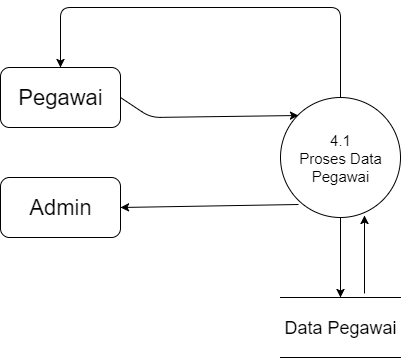 Pegawai
4.1
Proses Data
Pegawai
Admin
Data Pegawai